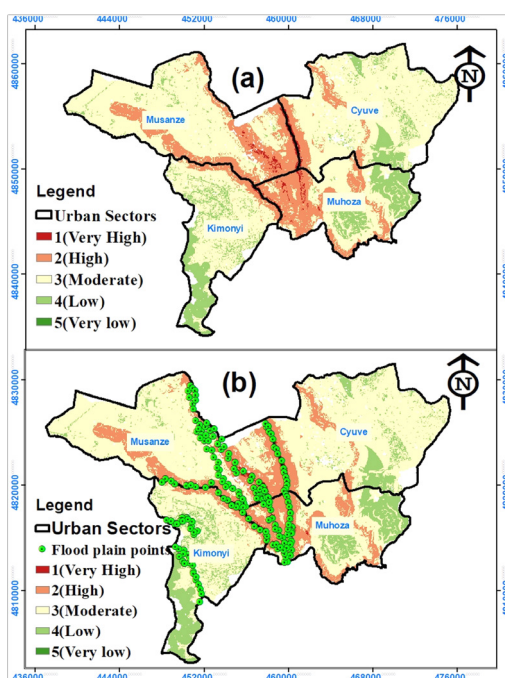 436000 444000 452000 460000 468000 476000
4860000
4850000
4840000
(a)
N
Musanze
Cyuve
Muhoza
Kimonyi
Legend
Urban Sectors
1(Very High)
2(High)
3(Moderate)
4(Low)
5(Very low)
4830000
4820000
4810000
(b)
N
Musanze
Cyuve
Muhoza
Kimonyi
Legend
Urban Sectors
Flood plain points
1(Very High)
2(High)
3(Moderate)
4(Low)
5(Very low)
436000 444000 452000 460000 468000 476000